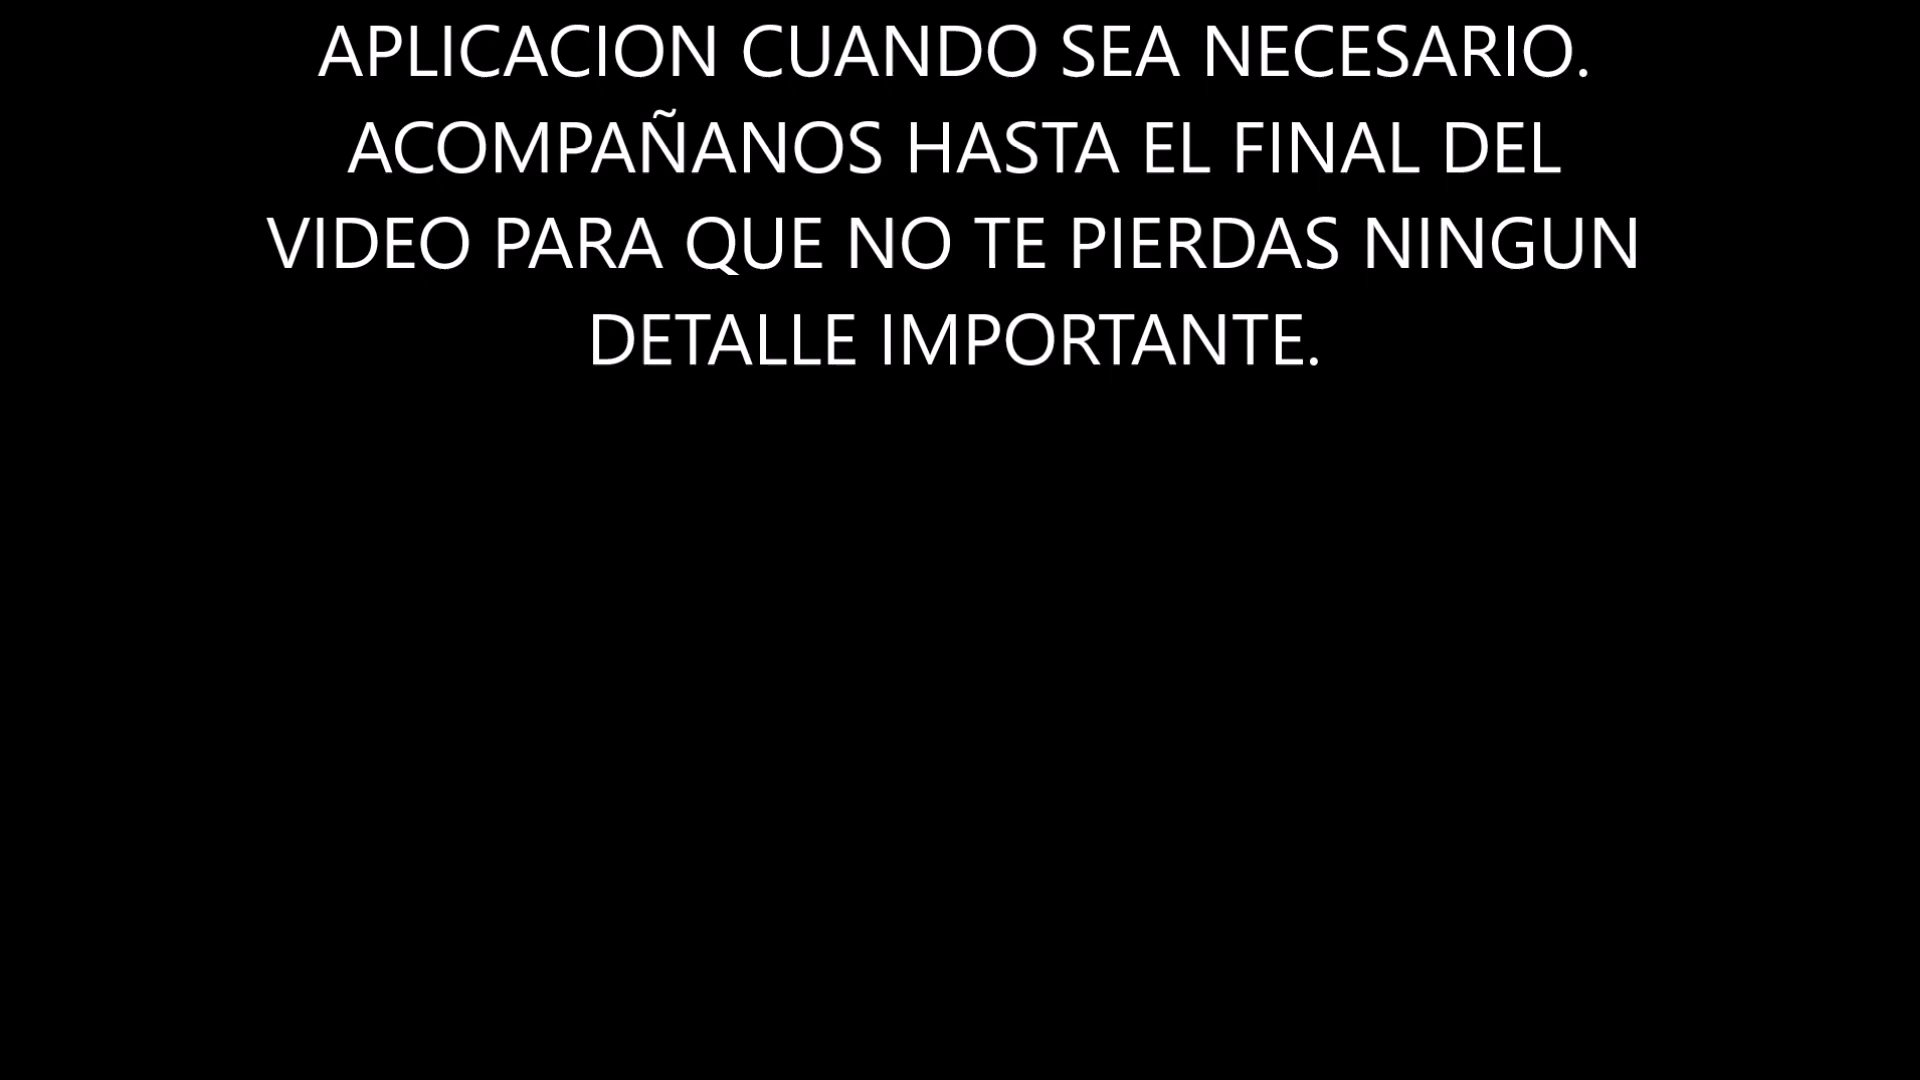 APLICACION CUANDO SEA NECESARIO.
ACOMPAÑANOS HASTA EL FINAL DEL
VIDEO PARA QUE NO TE PIERDAS NINGUN
DETALLE IMPORTANTE.